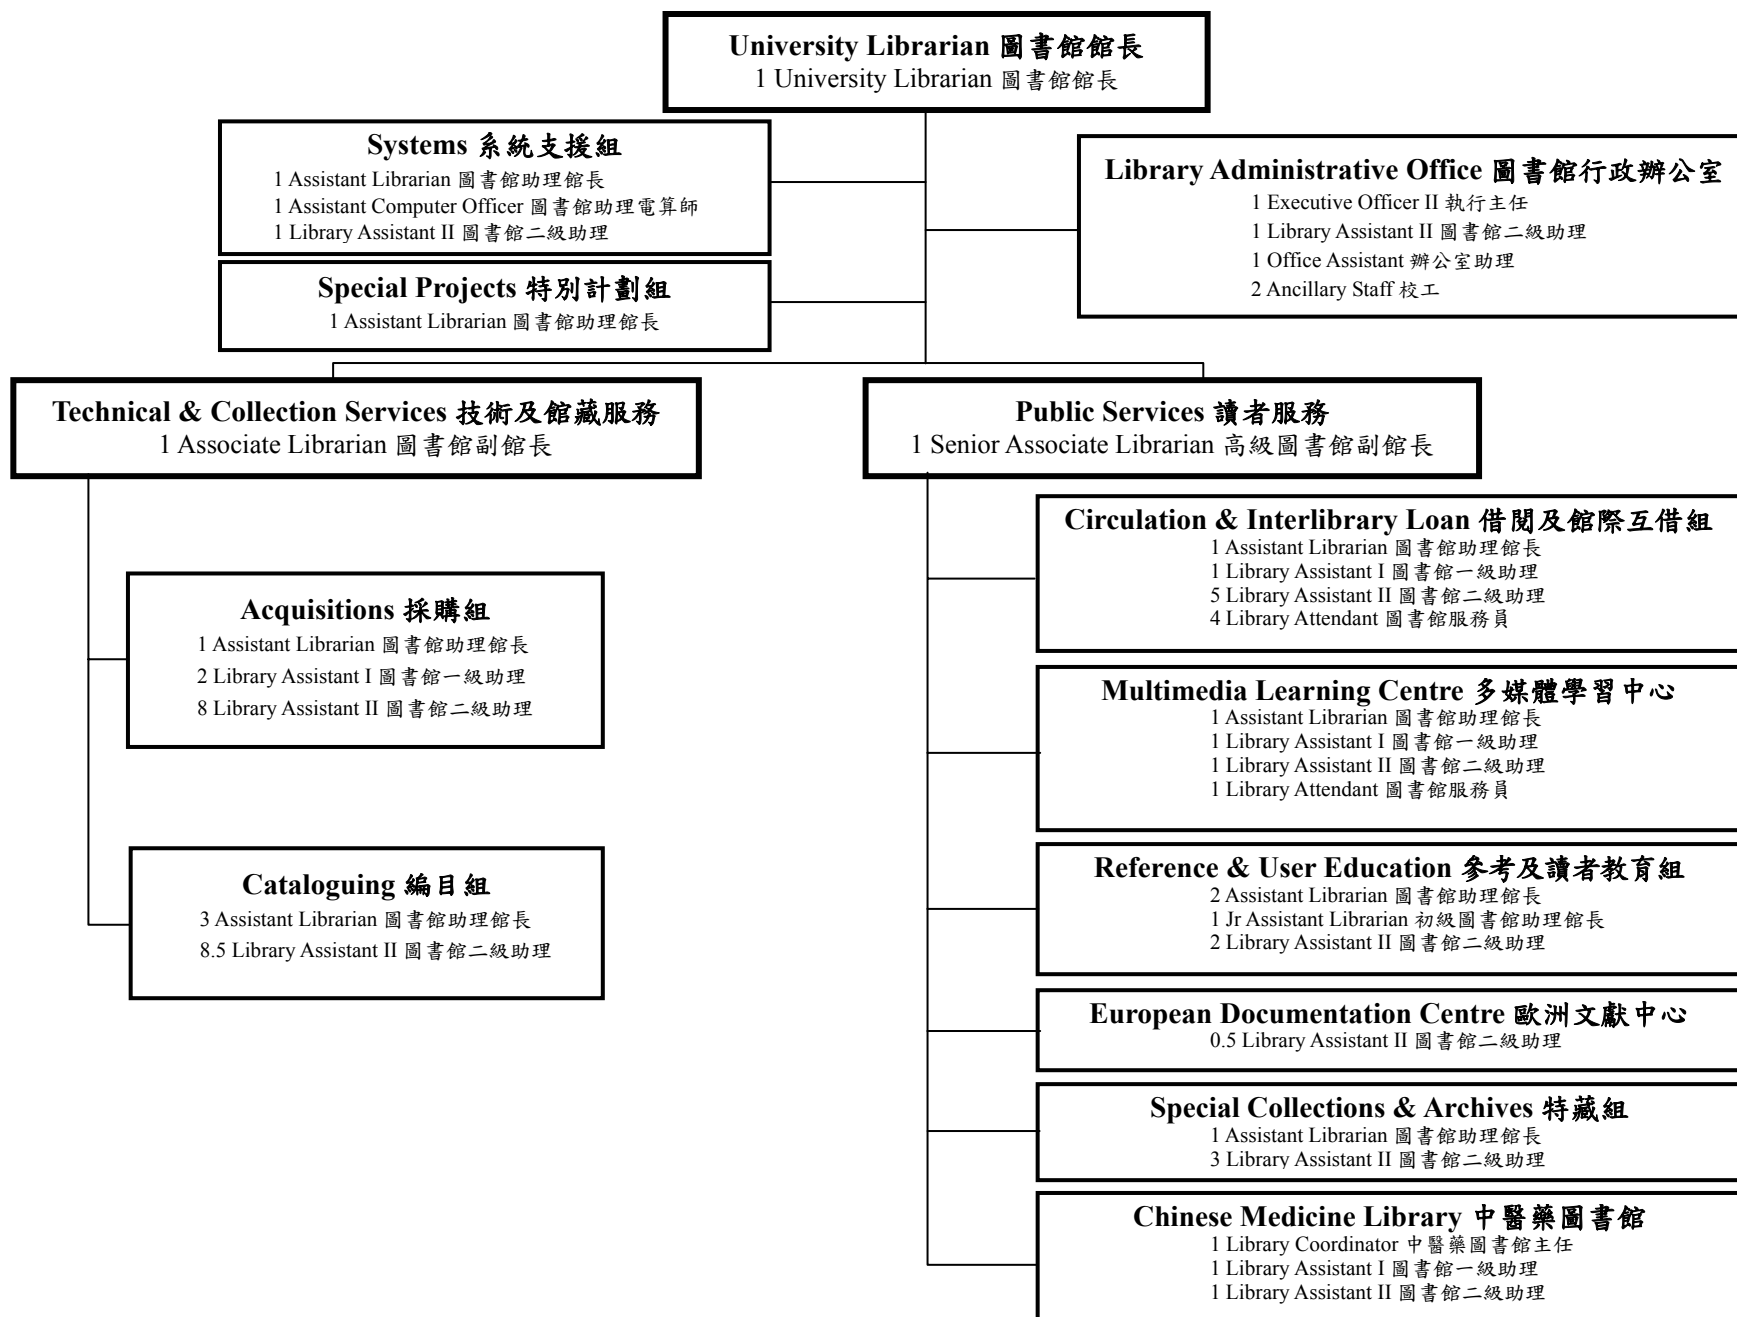 University Librarian 圖書館館長
1 University Librarian 圖書館館長
Systems 系統支援組
1 Assistant Librarian 圖書館助理館長
1 Assistant Computer Officer 圖書館助理電算師
1 Library Assistant II 圖書館二級助理
Library Administrative Office 圖書館行政辦公室
1 Executive Officer II 執行主任
1 Library Assistant II 圖書館二級助理
1 Office Assistant 辦公室助理
2 Ancillary Staff 校工
Special Projects 特別計劃組
1 Assistant Librarian 圖書館助理館長
Technical & Collection Services 技術及館藏服務
1 Associate Librarian 圖書館副館長
Public Services 讀者服務
1 Senior Associate Librarian 高級圖書館副館長
Acquisitions 採購組
1 Assistant Librarian 圖書館助理館長
2 Library Assistant I 圖書館一級助理
8 Library Assistant II 圖書館二級助理
Cataloguing 編目組
3 Assistant Librarian 圖書館助理館長
8.5 Library Assistant II 圖書館二級助理
Circulation & Interlibrary Loan 借閱及館際互借組
1 Assistant Librarian 圖書館助理館長
1 Library Assistant I 圖書館一級助理
5 Library Assistant II 圖書館二級助理
4 Library Attendant 圖書館服務員
Multimedia Learning Centre 多媒體學習中心
1 Assistant Librarian 圖書館助理館長
1 Library Assistant I 圖書館一級助理
1 Library Assistant II 圖書館二級助理
1 Library Attendant 圖書館服務員
Reference & User Education 參考及讀者教育組
2 Assistant Librarian 圖書館助理館長
1 Jr Assistant Librarian 初級圖書館助理館長
2 Library Assistant II 圖書館二級助理
European Documentation Centre 歐洲文獻中心
0.5 Library Assistant II 圖書館二級助理
Special Collections & Archives 特藏組
1 Assistant Librarian 圖書館助理館長
3 Library Assistant II 圖書館二級助理
Chinese Medicine Library 中醫藥圖書館
1 Library Coordinator 中醫藥圖書館主任
1 Library Assistant I 圖書館一級助理
1 Library Assistant II 圖書館二級助理